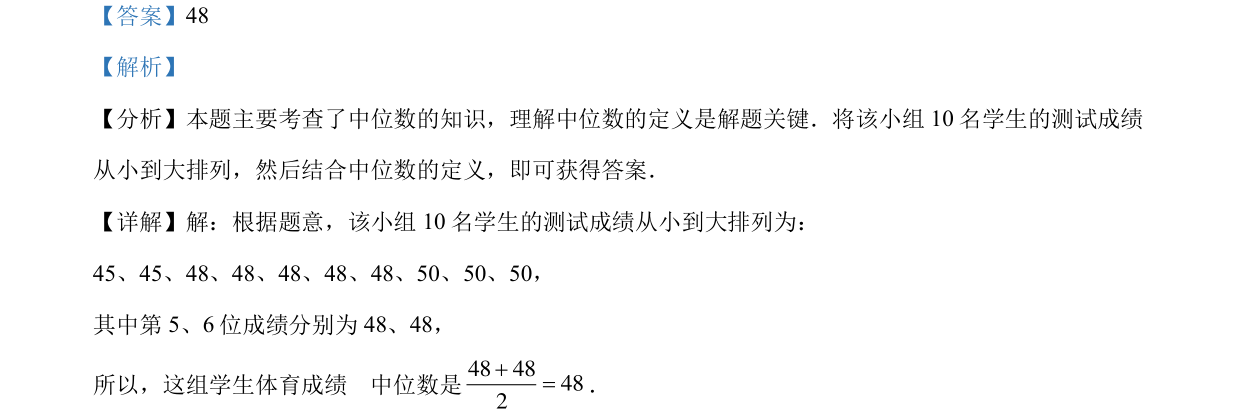 【答案】48
【解析】
【分析】本题主要考查了中位数的知识，理解中位数的定义是解题关键．将该小组 10 名学生的测试成绩
从小到大排列，然后结合中位数的定义，即可获得答案．
【详解】解：根据题意，该小组 10 名学生的测试成绩从小到大排列为：
45、45、48、48、48、48、48、50、50、50，
其中第 5、6 位成绩分别为 48、48，
所以，这组学生体育成绩　中位数是 \frac{48+48}{2}=48．